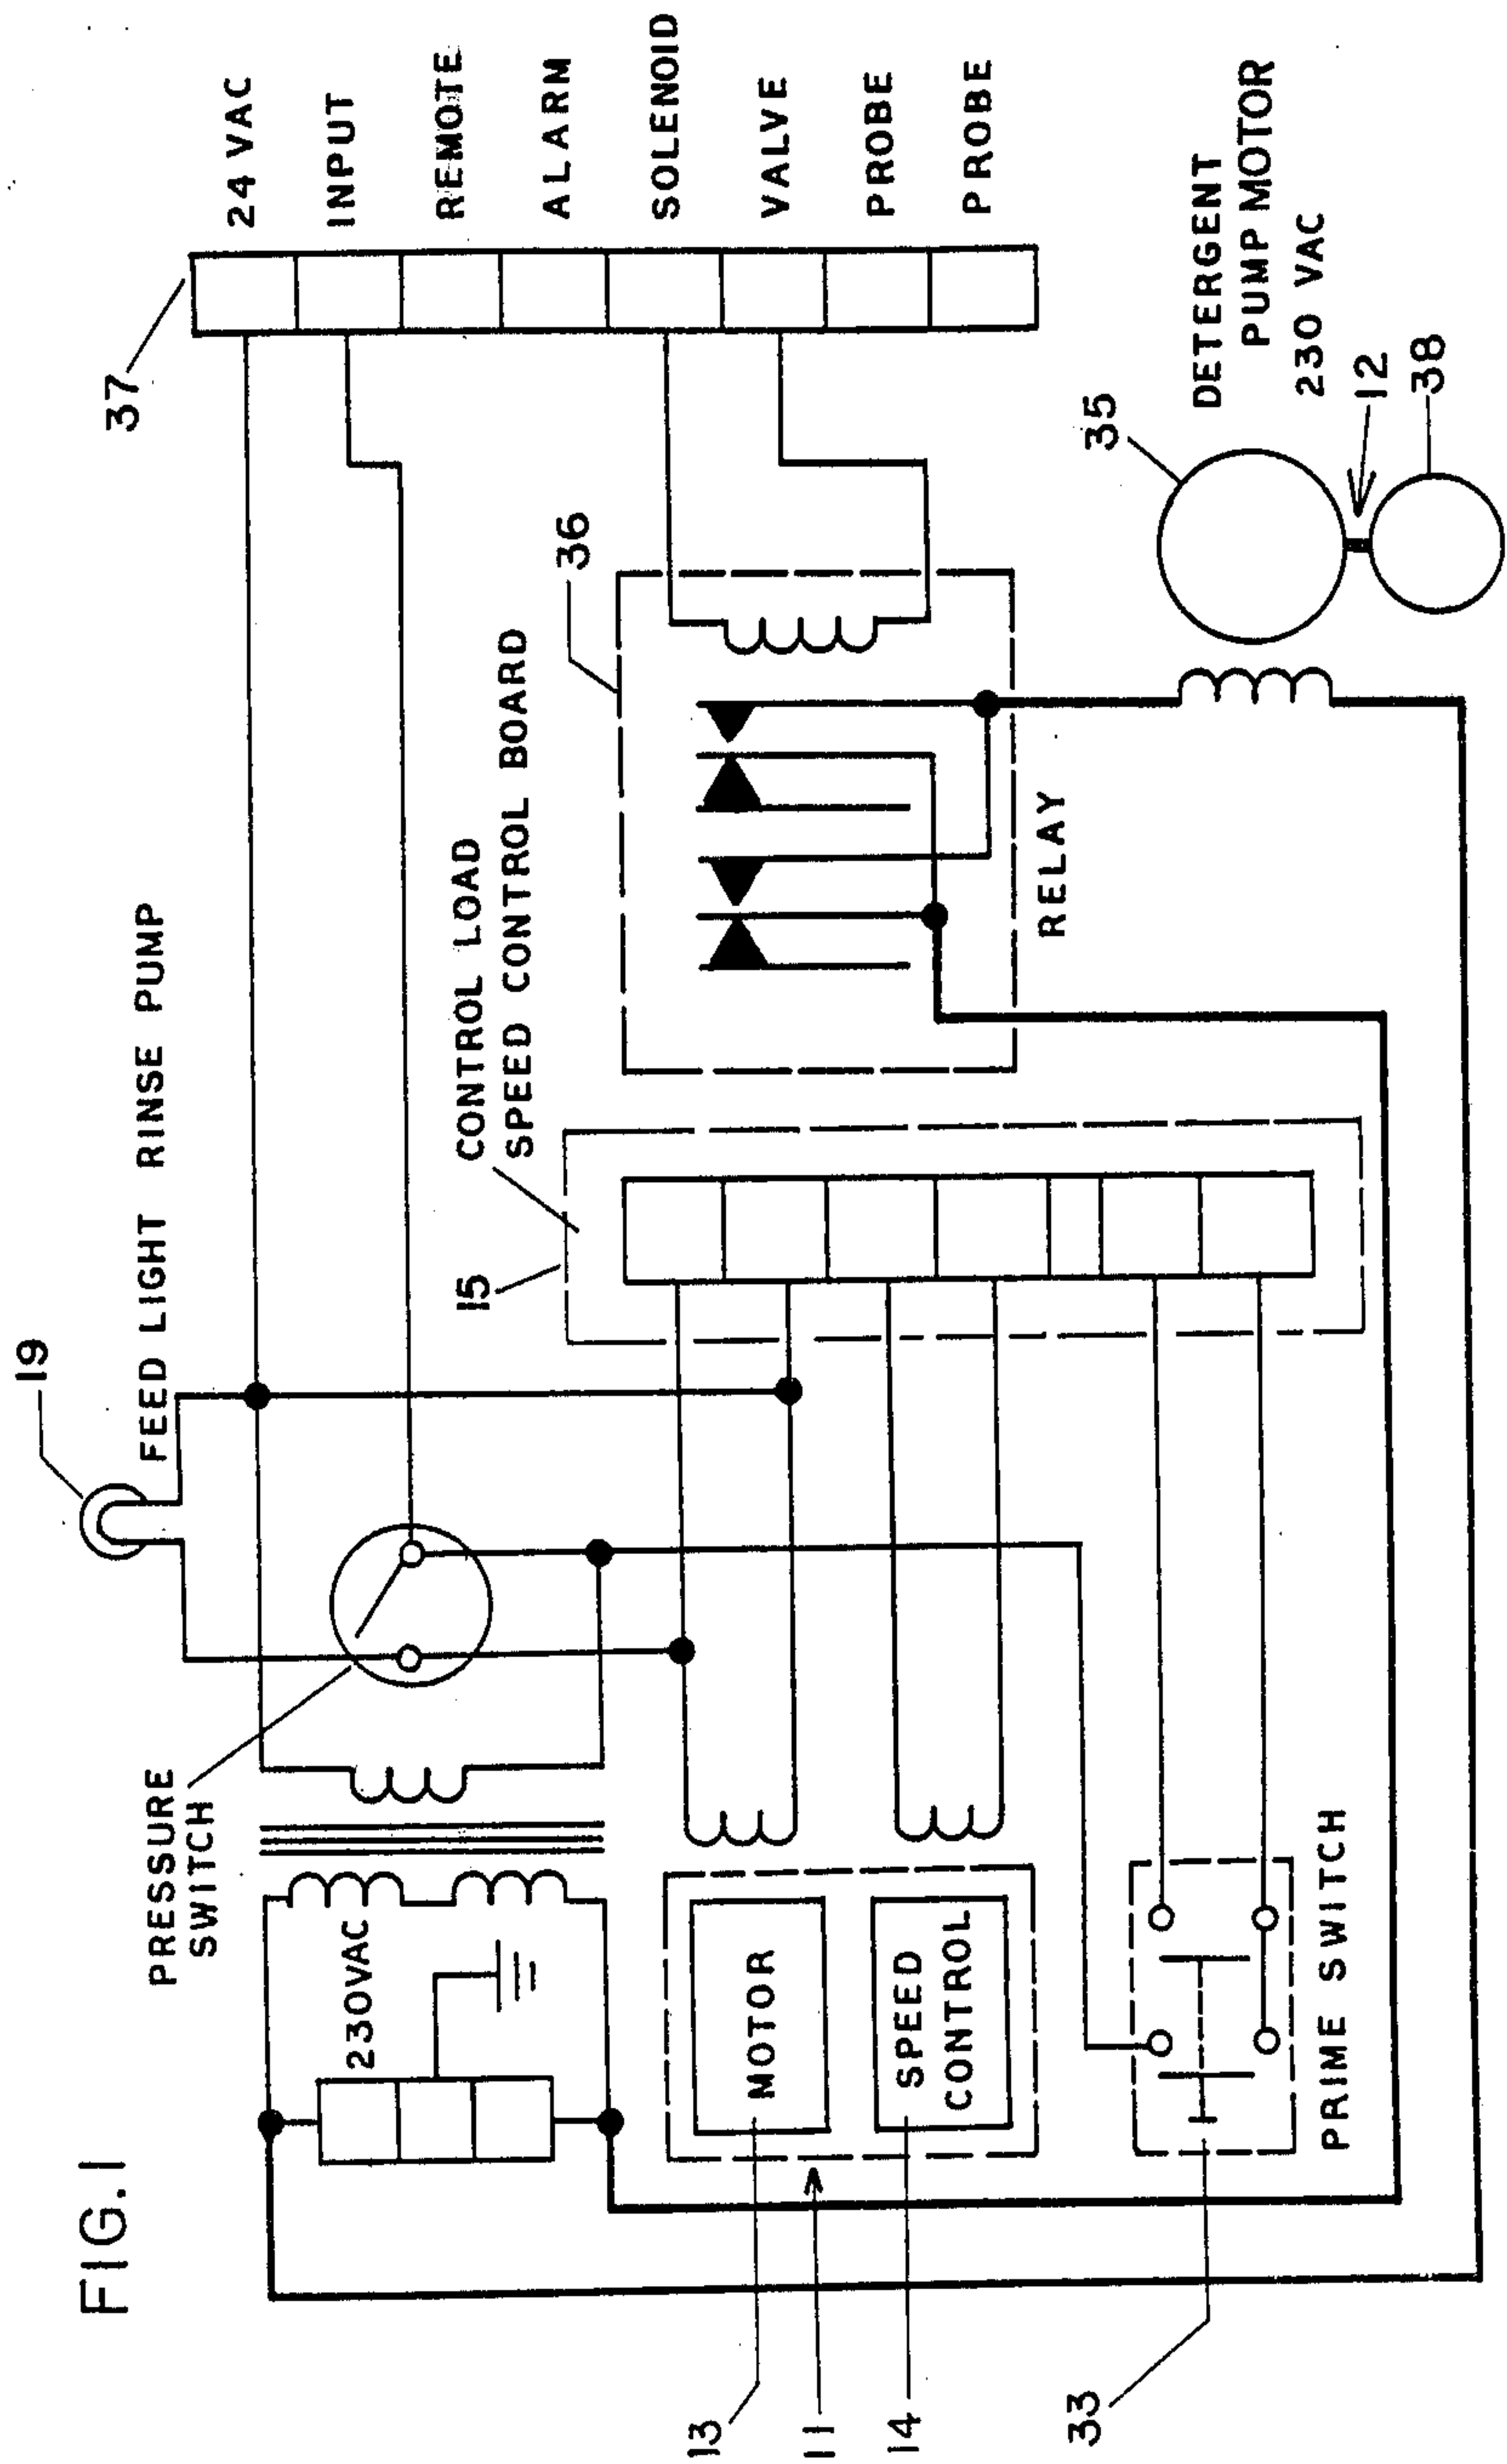 FIG. 1
19
FEED LIGHT RINSE PUMP
PRESSURE
SWITCH
230VAC
37
24 VAC
INPUT
REMOTE
ALARM
SOLENOID
VALVE
PROBE
PROBE
15
CONTROL LOAD
SPEED CONTROL BOARD
36
RELAY
MOTOR
SPEED
CONTROL
13
11
14
33
PRIME SWITCH
35
DETERGENT
PUMP MOTOR
230 VAC
12
38